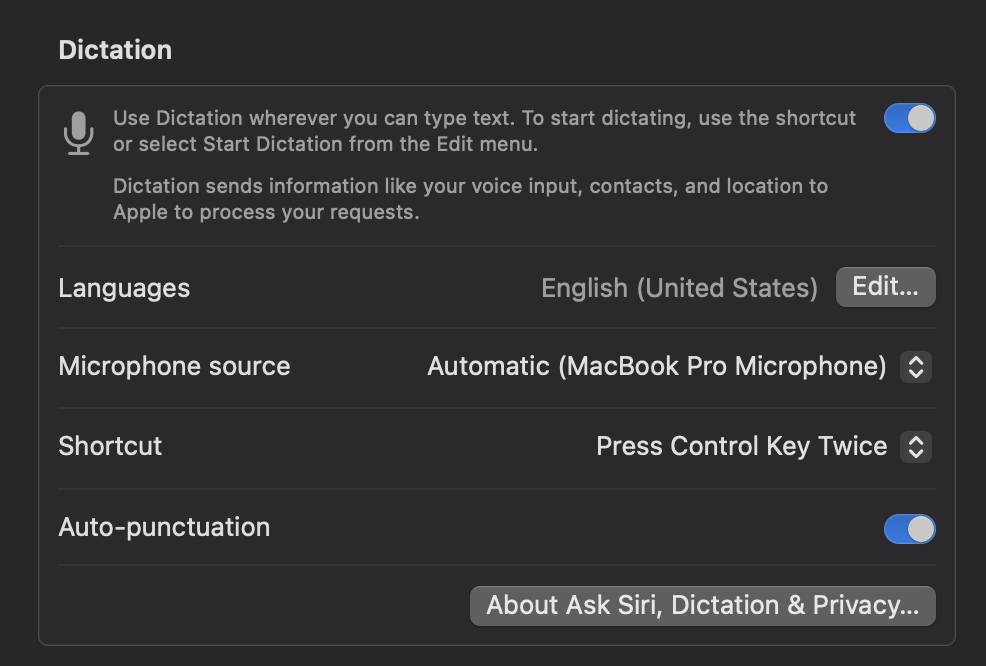 Dictation
Use Dictation wherever you can type text. To start dictating, use the shortcut
or select Start Dictation from the Edit menu.
Dictation sends information like your voice input, contacts, and location to
Apple to process your requests.
Languages English (United States) Edit...
Microphone source Automatic (MacBook Pro Microphone)
Shortcut Press Control Key Twice
Auto-punctuation
About Ask Siri, Dictation & Privacy...